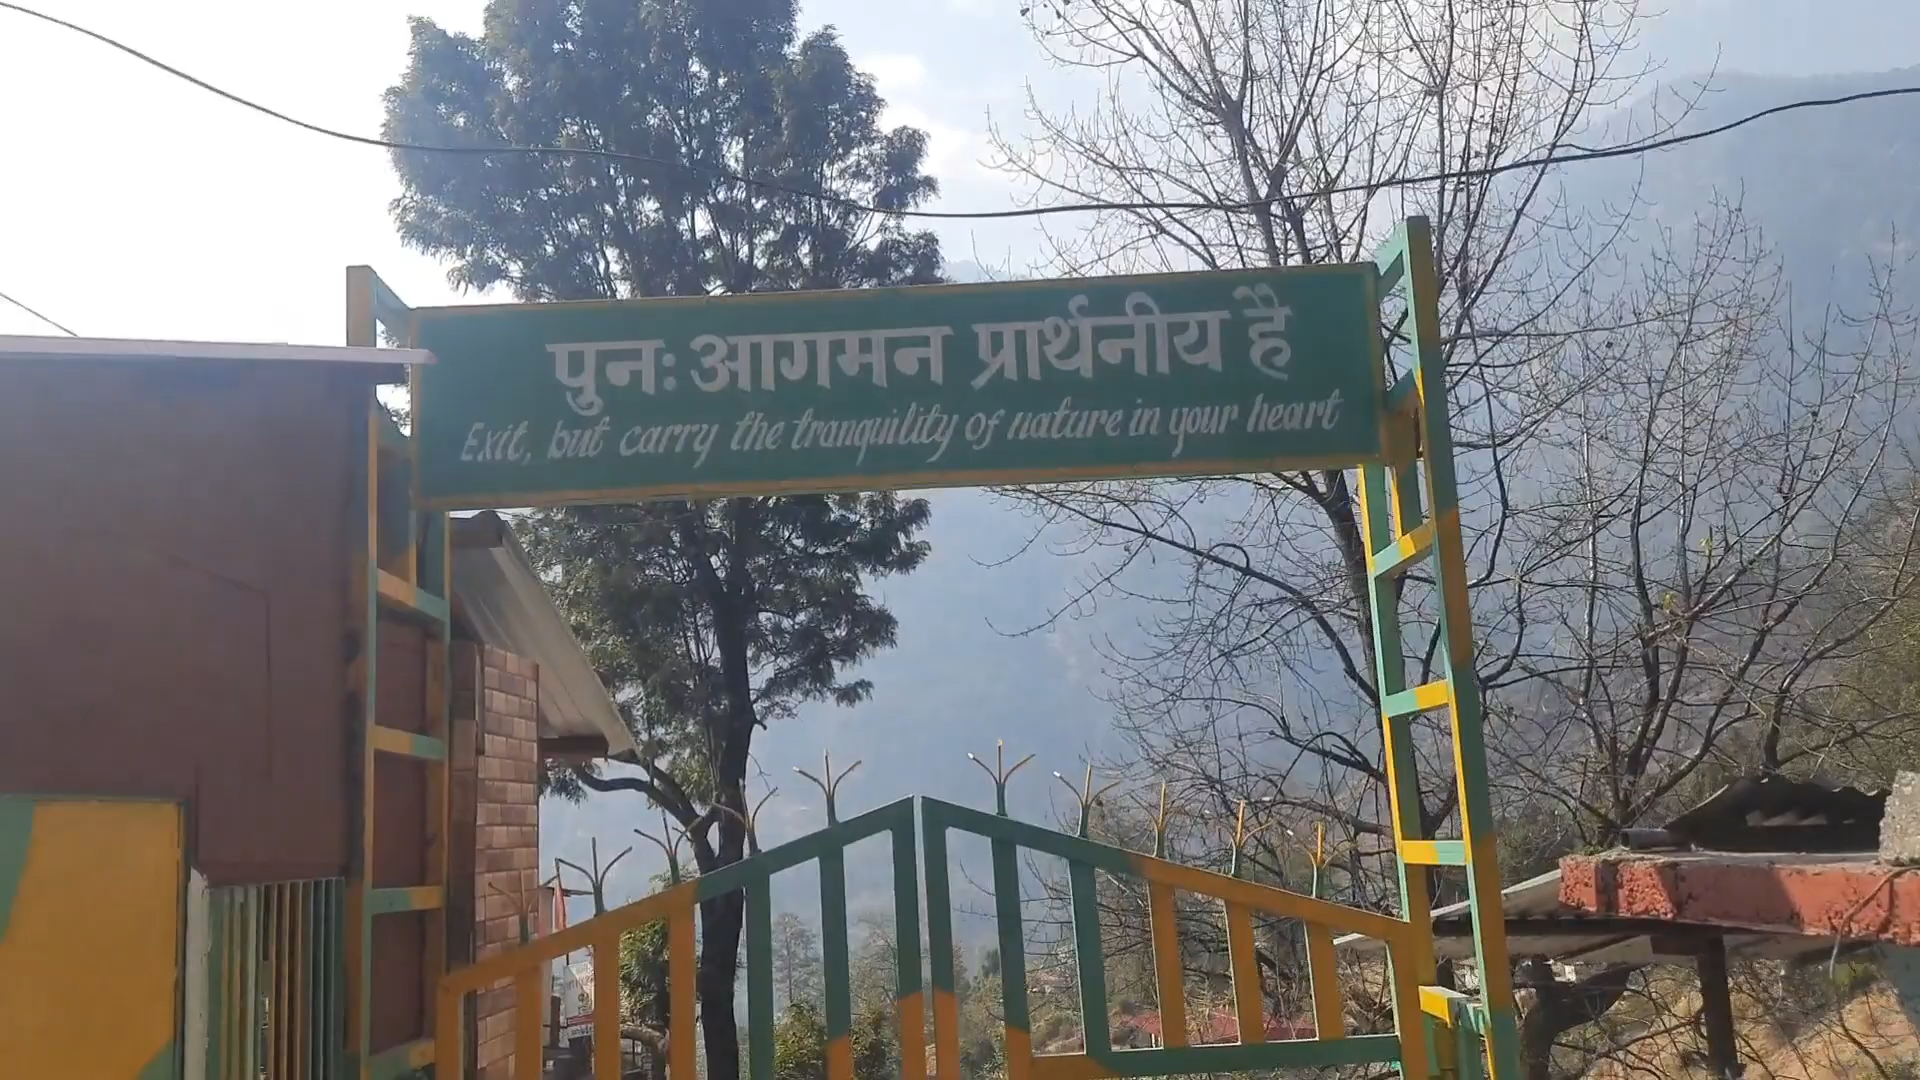 पुनः आगमन प्रार्थनीय है
Exit, but carry the tranquility of nature in your heart